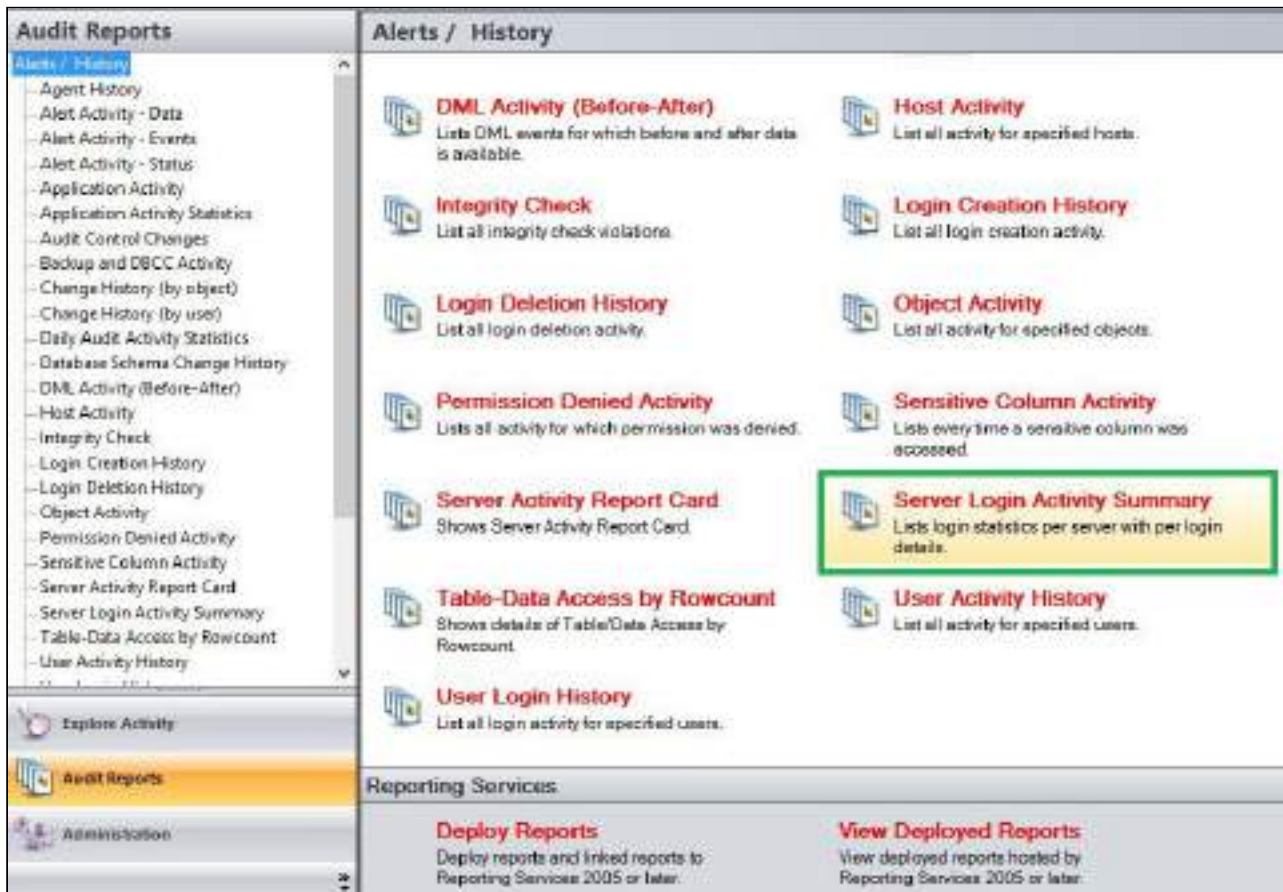 Audit Reports
Alerts / History
Agent History
Alert Activity - Data
Alert Activity - Events
Alert Activity - Status
Application Activity
Application Activity Statistics
Audit Control Changes
Backup and DBCC Activity
Change History (by object)
Change History (by user)
Daily Audit Activity Statistics
Database Schema Change History
DML Activity (Before-After)
Host Activity
Integrity Check
Login Creation History
Login Deletion History
Object Activity
Permission Denied Activity
Sensitive Column Activity
Server Activity Report Card
Server Login Activity Summary
Table-Data Access by Rowcount
User Activity History
Explore Activity
Audit Reports
Administration
Alerts / History
DML Activity (Before-After)
Lists DML events for which before and after data
is available.
Host Activity
List all activity for specified hosts.
Integrity Check
List all integrity check violations.
Login Creation History
List all login creation activity.
Login Deletion History
List all login deletion activity.
Object Activity
List all activity for specified objects.
Permission Denied Activity
Lists all activity for which permission was denied.
Sensitive Column Activity
Lists every time a sensitive column was
accessed.
Server Activity Report Card
Shows Server Activity Report Card.
Server Login Activity Summary
Lists login statistics per server with per login
details.
Table-Data Access by Rowcount
Shows details of Table/Data Access by
Rowcount
User Activity History
List all activity for specified users.
User Login History
List all login activity for specified users.
Reporting Services
Deploy Reports
Deploy reports and linked reports to
Reporting Services 2005 or later.
View Deployed Reports
View deployed reports hosted by
Reporting Services 2005 or later.